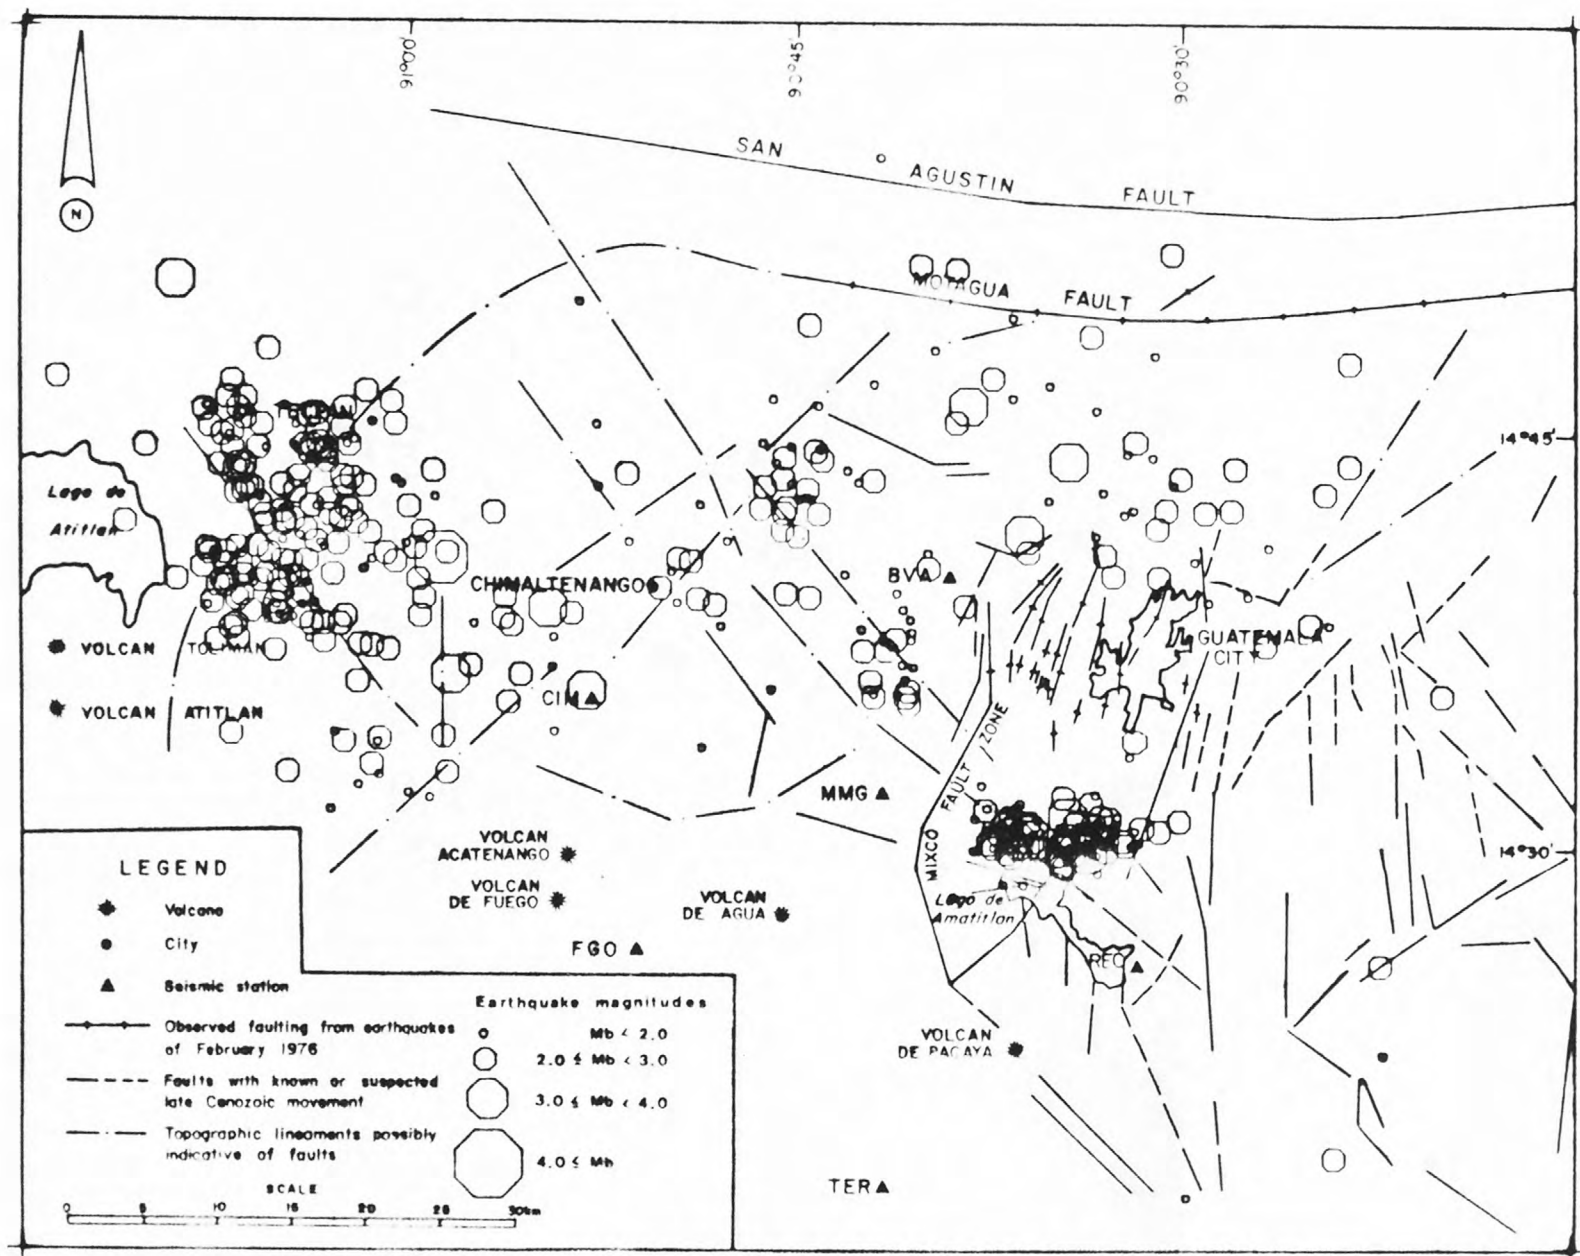 91°00'
90°45'
90°30'
SAN AGUSTIN FAULT
N
MOTAGUA FAULT
14°45'
Lago de
Atitlan
CHIMALTENANGO
BVA
GUATEMALA
CITY
VOLCAN TOLIMAN
VOLCAN ATITLAN
CIM
MIXCO FAULT ZONE
MMG
14°30'
VOLCAN
ACATENANGO
VOLCAN
DE FUEGO
VOLCAN
DE AGUA
Lago de
Amatitlan
FGO
REC
VOLCAN
DE PACAYA
TER
LEGEND
Volcano
City
Seismic station
Observed faulting from earthquakes
of February 1976
Faults with known or suspected
late Cenozoic movement
Topographic lineaments possibly
indicative of faults
Earthquake magnitudes
Mb < 2.0
2.0 ≤ Mb < 3.0
3.0 ≤ Mb < 4.0
4.0 ≤ Mb
SCALE
0 5 10 15 20 25 30km